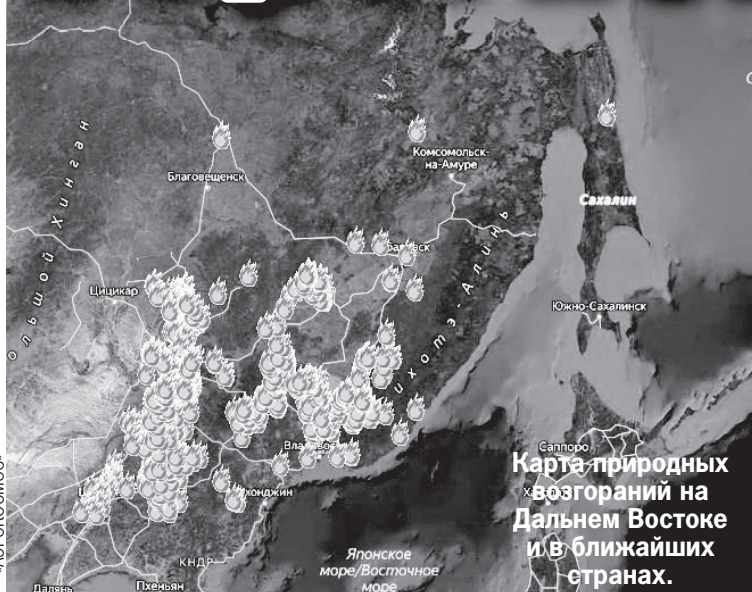 Комсомольск-
на-Амуре
Благовещенск
Сахалин
Цицикар
Южно-Сахалинск
Саппоро
КНДР
Японское
море/Восточное
море
Далянь
Пхеньян
Карта природных
возгораний на
Дальнем Востоке
и в ближайших
странах.